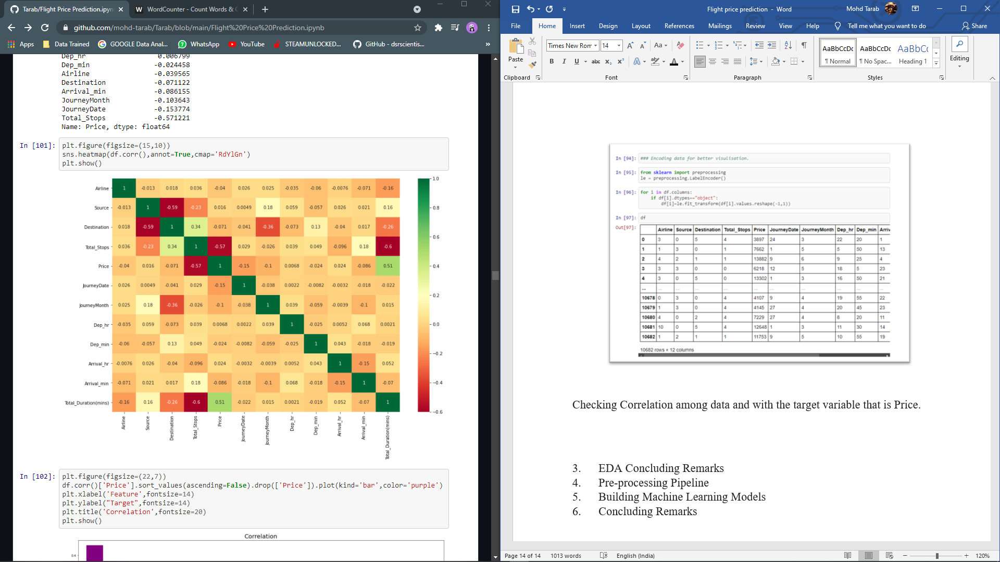 Tarab/Flight Price Prediction.ipyn
WordCounter - Count Words & C
github.com/mohd-tarab/Tarab/blob/main/Flight%20Price%20Prediction.ipynb
Apps Data Trained GOOGLE Data Anal... WhatsApp YouTube STEAMUNLOCKED... GitHub - dsrscientis... »
Dep_hr 0.006799
Dep_min -0.024458
Airline -0.039565
Destination -0.071122
Arrival_min -0.086155
JourneyMonth -0.103643
JourneyDate -0.153774
Total_Stops -0.571221
Name: Price, dtype: float64
In [101]: plt.figure(figsize=(15,10))
sns.heatmap(df.corr(),annot=True,cmap='RdYlGn')
plt.show()
Airline 1 -0.013 0.018 0.036 -0.04 0.026 0.025 -0.035 -0.06 -0.0076 -0.071 -0.16
Source -0.013 1 -0.59 -0.23 0.016 0.0049 0.18 0.059 -0.057 0.026 0.021 0.16
Destination 0.018 -0.59 1 0.34 -0.071 -0.041 -0.36 -0.073 0.13 -0.04 0.017 -0.26
Total_Stops 0.036 -0.23 0.34 1 -0.57 0.029 -0.026 0.039 0.049 -0.096 0.18 -0.6
Price -0.04 0.016 -0.071 -0.57 1 -0.15 -0.1 0.0068 -0.024 0.024 -0.086 0.51
JourneyDate 0.026 0.0049 -0.041 0.029 -0.15 1 -0.038 0.0022 -0.0082 -0.0032 -0.018 -0.022
JourneyMonth 0.025 0.18 -0.36 -0.026 -0.1 -0.038 1 0.039 -0.059 -0.0039 -0.1 0.015
Dep_hr -0.035 0.059 -0.073 0.039 0.0068 0.0022 0.039 1 -0.025 0.0052 0.068 0.0021
Dep_min -0.06 -0.057 0.13 0.049 -0.024 -0.0082 -0.059 -0.025 1 0.043 -0.018 -0.019
Arrival_hr -0.0076 0.026 -0.04 -0.096 0.024 -0.0032 -0.0039 0.0052 0.043 1 -0.15 0.052
Arrival_min -0.071 0.021 0.017 0.18 -0.086 -0.018 -0.1 0.068 -0.018 -0.15 1 -0.07
Total_Duration(mins) -0.16 0.16 -0.26 -0.6 0.51 -0.022 0.015 0.0021 -0.019 0.052 -0.07 1
Airline Source Destination Total_Stops Price JourneyDate JourneyMonth Dep_hr Dep_min Arrival_hr Arrival_min Total_Duration(mins)
1.0
0.8
0.6
0.4
0.2
0.0
-0.2
-0.4
-0.6
In [102]: plt.figure(figsize=(22,7))
df.corr()['Price'].sort_values(ascending=False).drop(['Price']).plot(kind='bar',color='purple')
plt.xlabel('Feature',fontsize=14)
plt.ylabel("Target",fontsize=14)
plt.title('Correlation',fontsize=20)
plt.show()
Correlation
0.4
Flight price prediction - Word
Mohd Tarab
File Home Insert Design Layout References Mailings Review View Help Tell me what you want to do Share
Times New Ror 14 Aa
Paste
B I U abc x₂ x² A A
AaBbCcDc AaBbCcDc AaBbCc
¶ Normal ¶ No Spac... Heading 1
Editing
Clipboard Font Paragraph Styles
In [94]: ### Encoding data for better visulisation.
In [95]: from sklearn import preprocessing
le = preprocessing.LabelEncoder()
In [96]: for i in df.columns:
if df[i].dtypes=="object":
df[i]=le.fit_transform(df[i].values.reshape(-1,1))
In [97]: df
Out[97]:
Airline Source Destination Total_Stops Price JourneyDate JourneyMonth Dep_hr Dep_min Arriv
0 3 0 5 4 3897 24 3 22 20 1
1 1 3 0 1 7662 1 5 5 50 13
2 4 2 1 1 13882 9 6 9 25 4
3 3 3 0 0 6218 12 5 18 5 23
4 3 0 5 0 13302 1 3 16 50 21
... ... ... ... ... ... ... ... ... ... ...
10678 0 3 0 4 4107 9 4 19 55 22
10679 1 3 0 4 4145 27 4 20 45 23
10680 4 0 2 4 7229 27 4 8 20 11
10681 10 0 5 4 12648 1 3 11 30 14
10682 1 2 1 1 11753 9 5 10 55 19
10682 rows × 12 columns
Checking Correlation among data and with the target variable that is Price.
3. EDA Concluding Remarks
4. Pre-processing Pipeline
5. Building Machine Learning Models
6. Concluding Remarks
Page 14 of 14 1013 words English (India) 120%